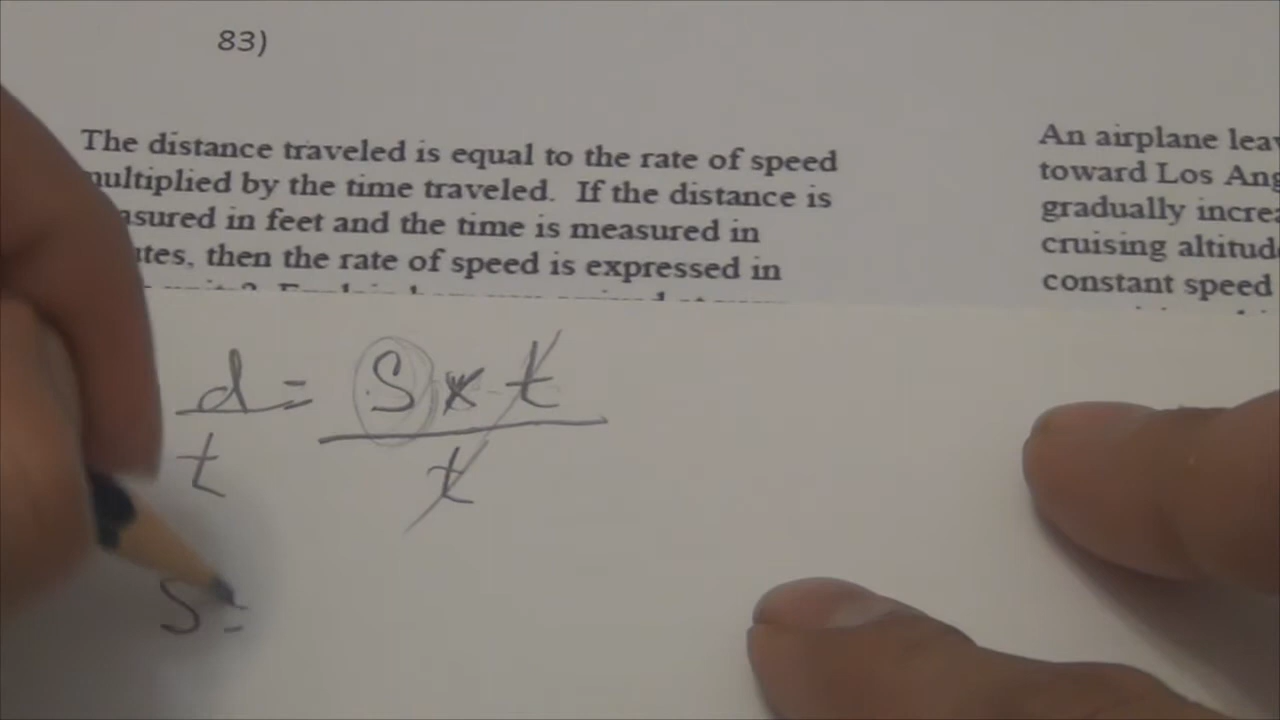 83)
The distance traveled is equal to the rate of speed
multiplied by the time traveled. If the distance is
asured in feet and the time is measured in
utes, then the rate of speed is expressed in
An airplane lea
toward Los Ang
gradually incre
cruising altitud
constant speed
d = S x t
t t
S =